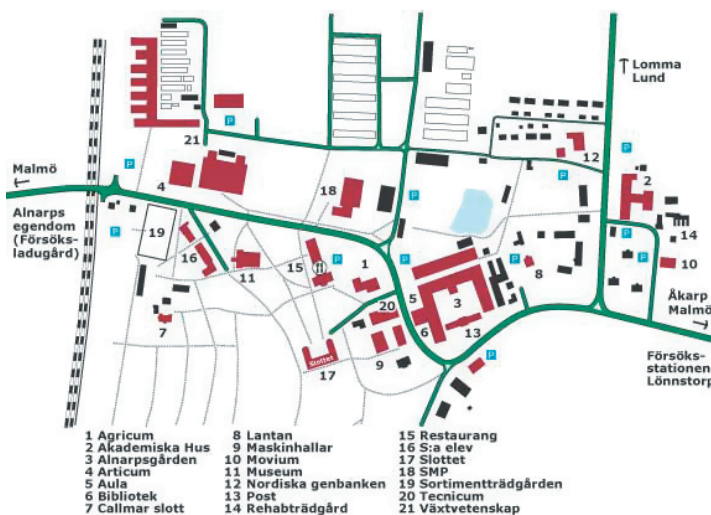 Lomma
Lund
P
21
P
12
P
Malmö
P
4
18
P
P
2
Alnarps
egendom
(Försöks-
ladugård)
P
19
16
11
15
P
1
P
8
P
14
10
5
3
Åkarp
Malmö
7
20
6
13
P
Slottet
17
9
P
Försöks-
stationen
Lönnstorp
1 Agricum
2 Akademiska Hus
3 Alnarpsgården
4 Articum
5 Aula
6 Bibliotek
7 Callmar slott
8 Lantan
9 Maskinhallar
10 Movium
11 Museum
12 Nordiska genbanken
13 Post
14 Rehabträdgård
15 Restaurang
16 S:a elev
17 Slottet
18 SMP
19 Sortimentträdgården
20 Tecnicum
21 Växtvetenskap